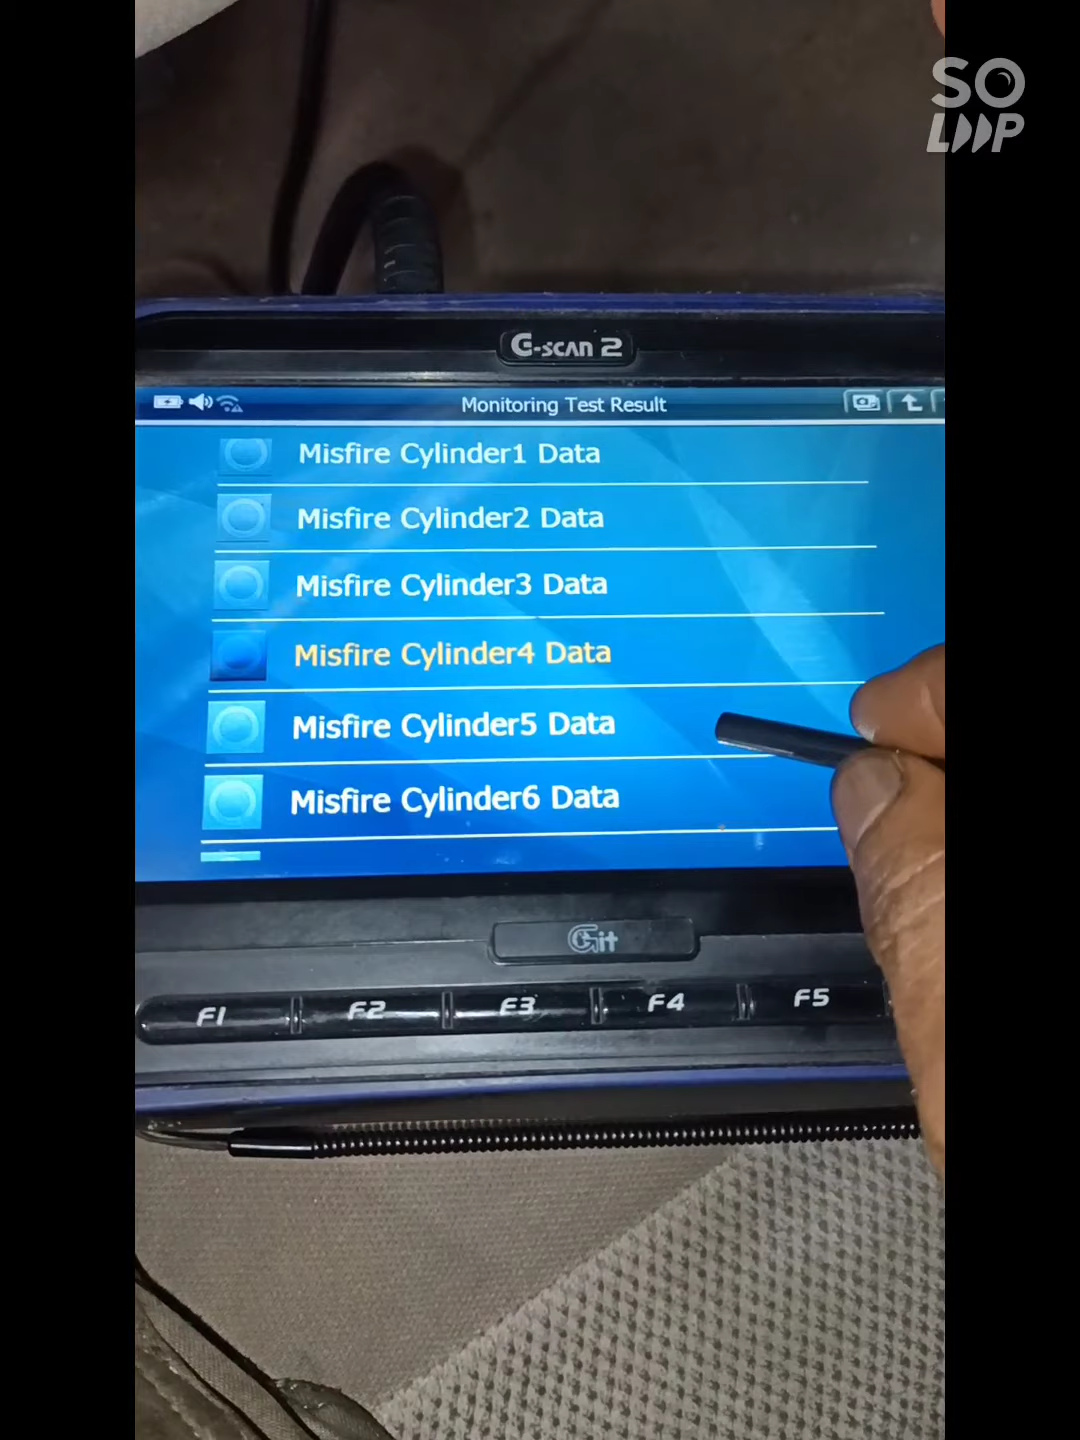 SO
LOOP
G-scan 2
Monitoring Test Result
Misfire Cylinder1 Data
Misfire Cylinder2 Data
Misfire Cylinder3 Data
Misfire Cylinder4 Data
Misfire Cylinder5 Data
Misfire Cylinder6 Data
Git
F1 F2 F3 F4 F5